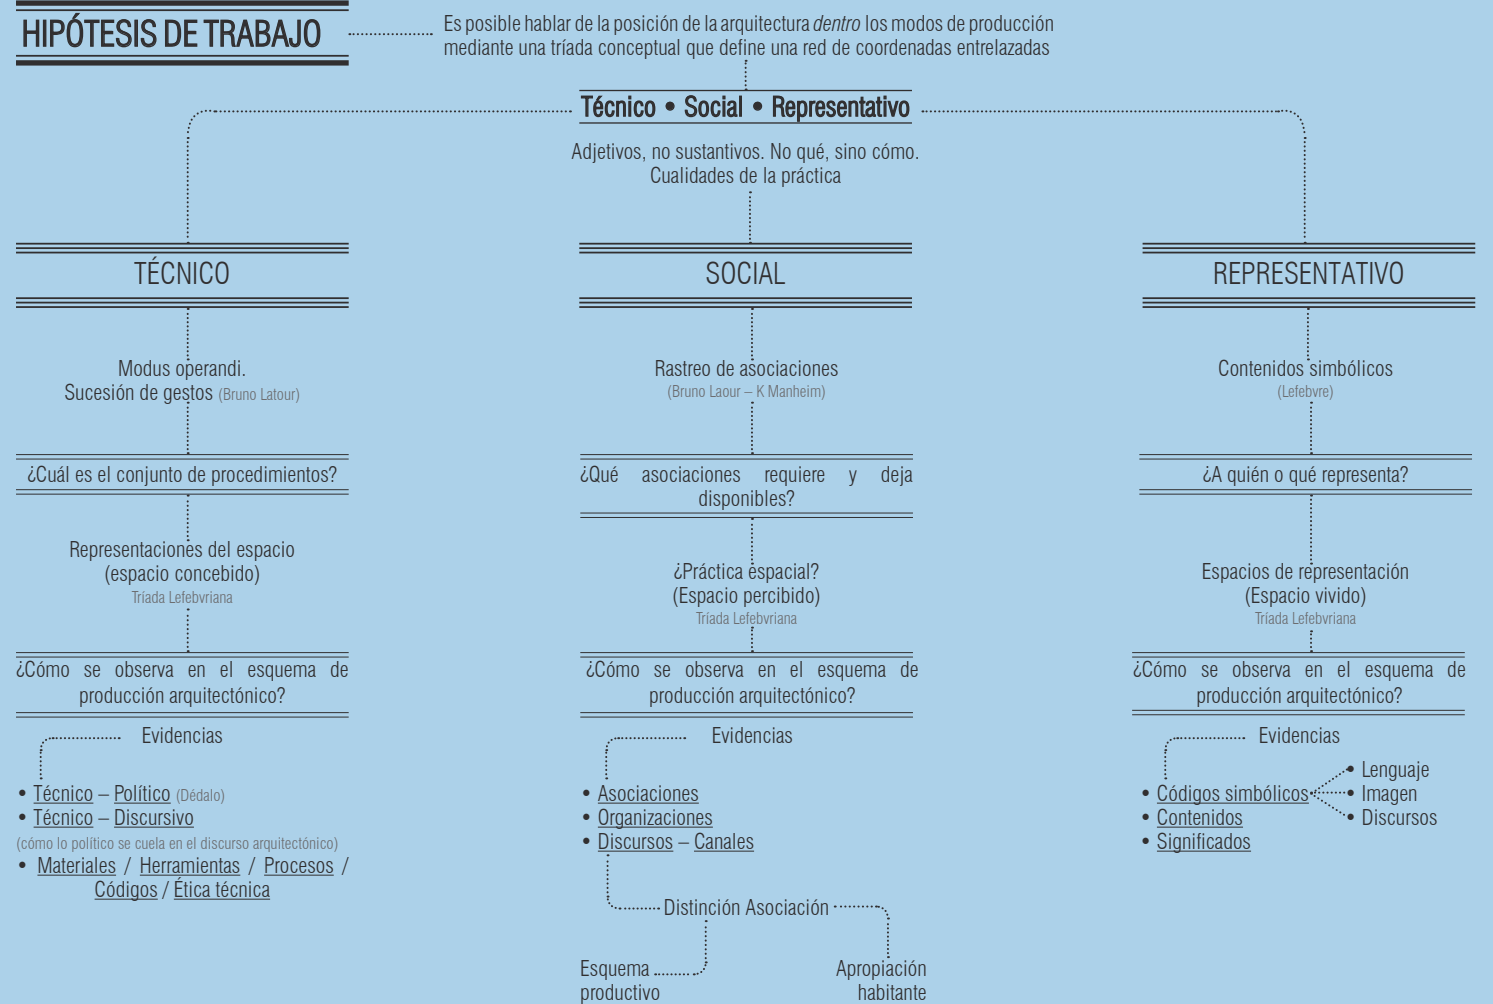 HIPÓTESIS DE TRABAJO
Es posible hablar de la posición de la arquitectura dentro los modos de producción
mediante una tríada conceptual que define una red de coordenadas entrelazadas
Técnico • Social • Representativo
Adjetivos, no sustantivos. No qué, sino cómo.
Cualidades de la práctica
TÉCNICO
Modus operandi.
Sucesión de gestos (Bruno Latour)
¿Cuál es el conjunto de procedimientos?
Representaciones del espacio
(espacio concebido)
Tríada Lefebvriana
¿Cómo se observa en el esquema de
producción arquitectónico?
Evidencias
• Técnico – Político (Dédalo)
• Técnico – Discursivo
(cómo lo político se cuela en el discurso arquitectónico)
• Materiales / Herramientas / Procesos /
Códigos / Ética técnica
SOCIAL
Rastreo de asociaciones
(Bruno Laour – K Manheim)
¿Qué asociaciones requiere y deja
disponibles?
¿Práctica espacial?
(Espacio percibido)
Tríada Lefebvriana
¿Cómo se observa en el esquema de
producción arquitectónico?
Evidencias
• Asociaciones
• Organizaciones
• Discursos – Canales
Distinción Asociación
Esquema
productivo
Apropiación
habitante
REPRESENTATIVO
Contenidos simbólicos
(Lefebvre)
¿A quién o qué representa?
Espacios de representación
(Espacio vivido)
Tríada Lefebvriana
¿Cómo se observa en el esquema de
producción arquitectónico?
Evidencias
• Códigos simbólicos
• Contenidos
• Significados
• Lenguaje
• Imagen
• Discursos